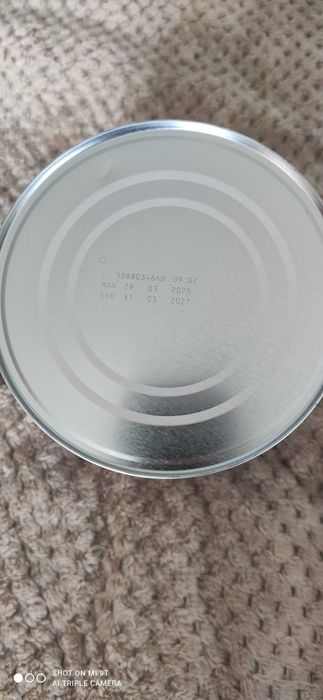 L- 50880346AB 09 02
MAN 29 03 2025
EXP 31 03 2027
SHOT ON MI 9T
AI TRIPLE CAMERA